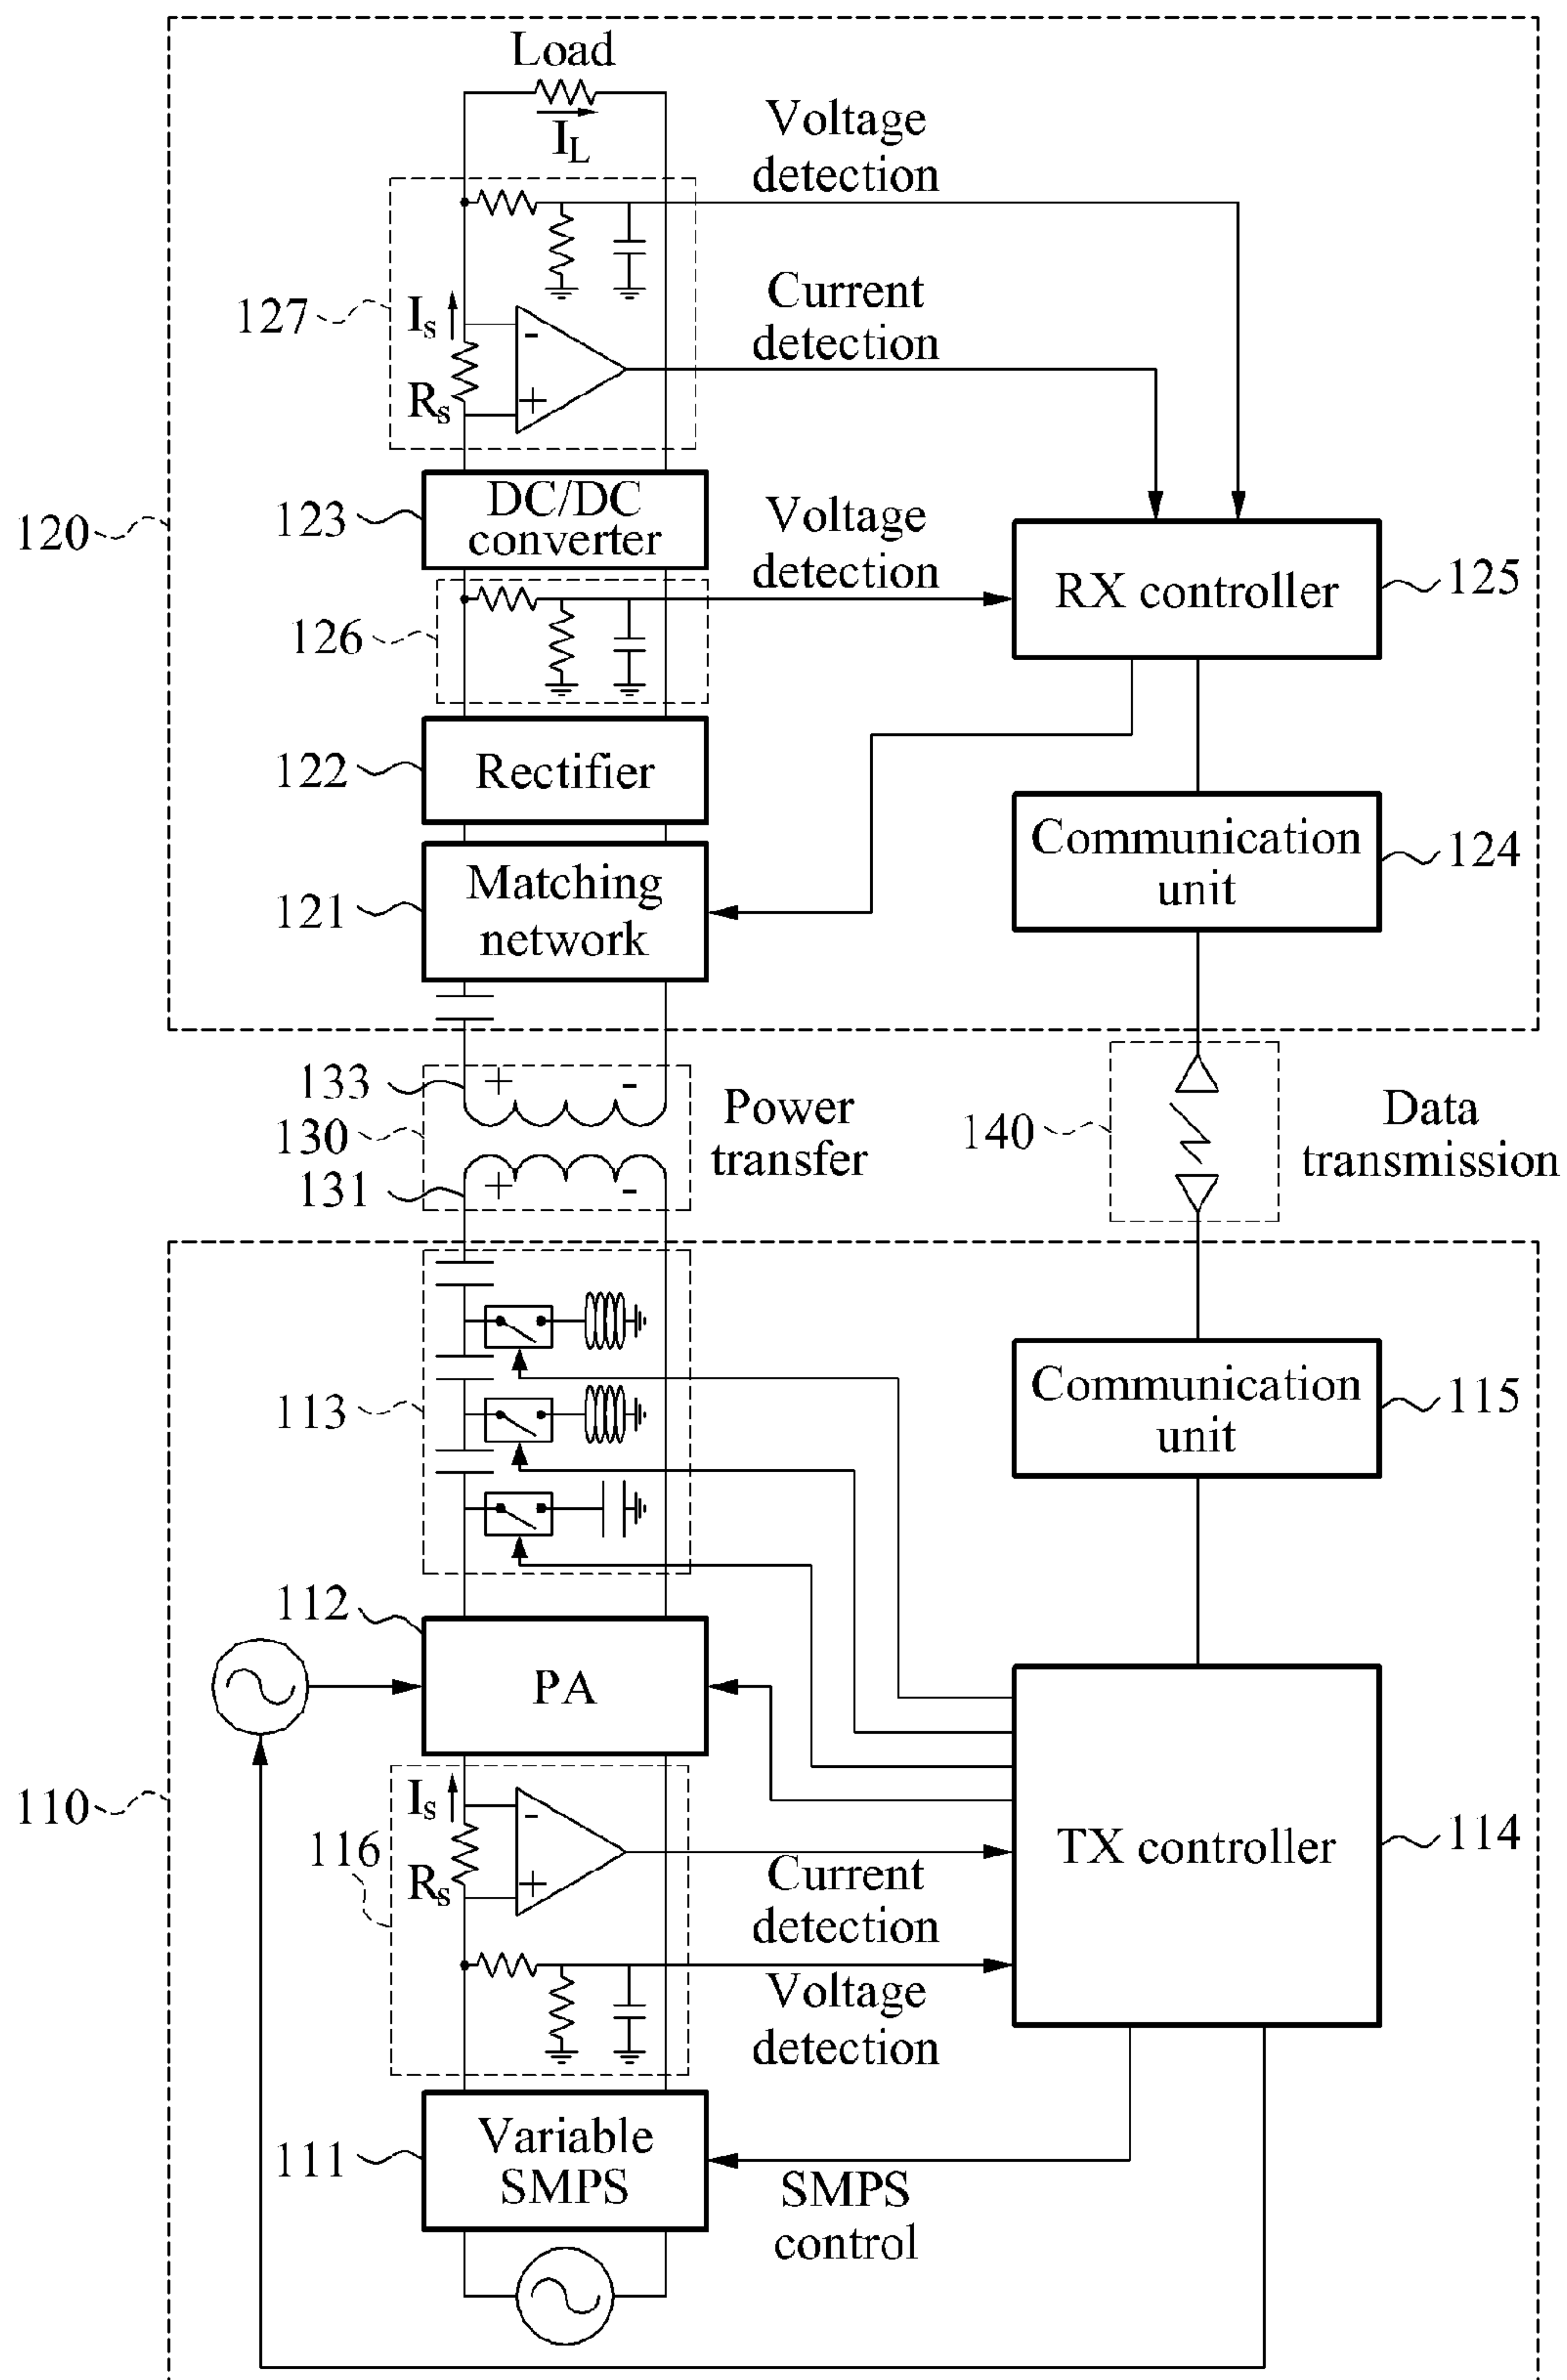 Load
I_L
Voltage
detection
127
I_s
-
Current
detection
R_s
+
120
123
DC/DC
converter
Voltage
detection
RX controller
125
126
122
Rectifier
Communication
unit
124
121
Matching
network
133
+ -
130
Power
transfer
140
Data
transmission
131
+ -
113
Communication
unit
115
112
PA
110
I_s
-
116
R_s
+
TX controller
114
Current
detection
Voltage
detection
111
Variable
SMPS
SMPS
control